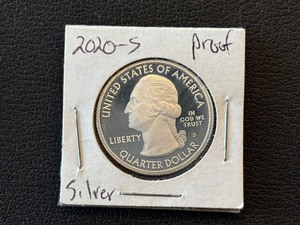 2020-S Proof
UNITED STATES OF AMERICA
IN
GOD WE
TRUST
LIBERTY
S
QUARTER DOLLAR
Silver